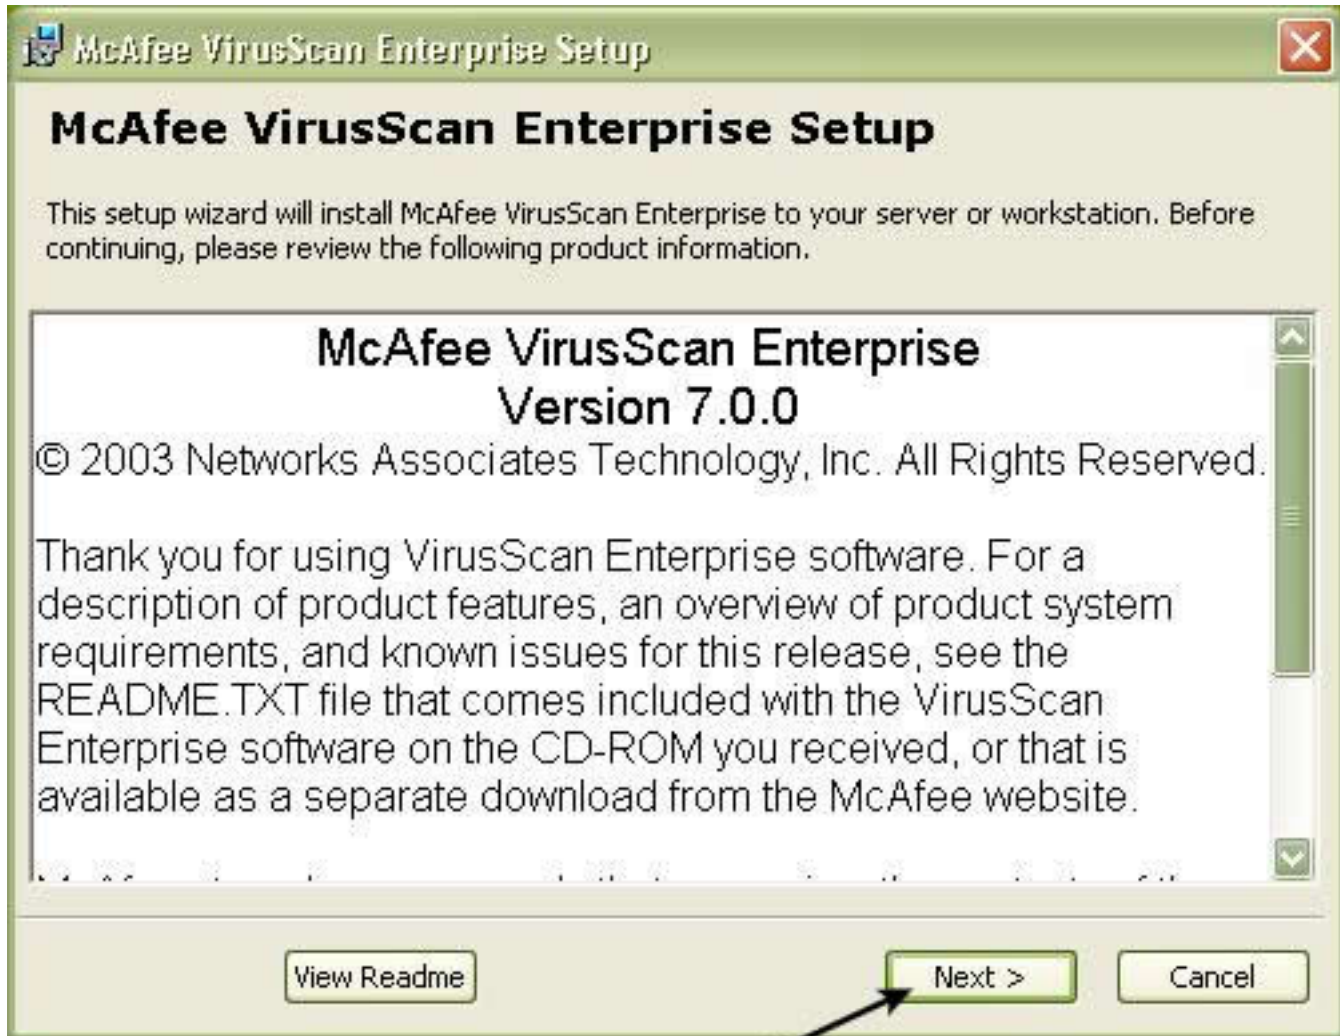 McAfee VirusScan Enterprise Setup
McAfee VirusScan Enterprise Setup
This setup wizard will install McAfee VirusScan Enterprise to your server or workstation. Before
continuing, please review the following product information.
McAfee VirusScan Enterprise
Version 7.0.0
© 2003 Networks Associates Technology, Inc. All Rights Reserved.
Thank you for using VirusScan Enterprise software. For a
description of product features, an overview of product system
requirements, and known issues for this release, see the
README.TXT file that comes included with the VirusScan
Enterprise software on the CD-ROM you received, or that is
available as a separate download from the McAfee website.
View Readme
Next >
Cancel